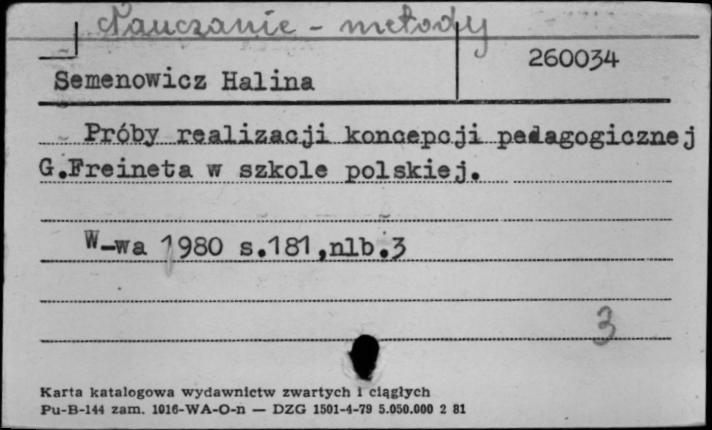 Nauczanie - metody
260034
Semenowicz Halina
Próby realizacji koncepcji pedagogicznej
G.Freineta w szkole polskiej.
W-wa 1980 s.181,nlb.3
3
Karta katalogowa wydawnictw zwartych i ciągłych
Pu-B-144 zam. 1016-WA-O-n — DZG 1501-4-79 5.050.000 2 81